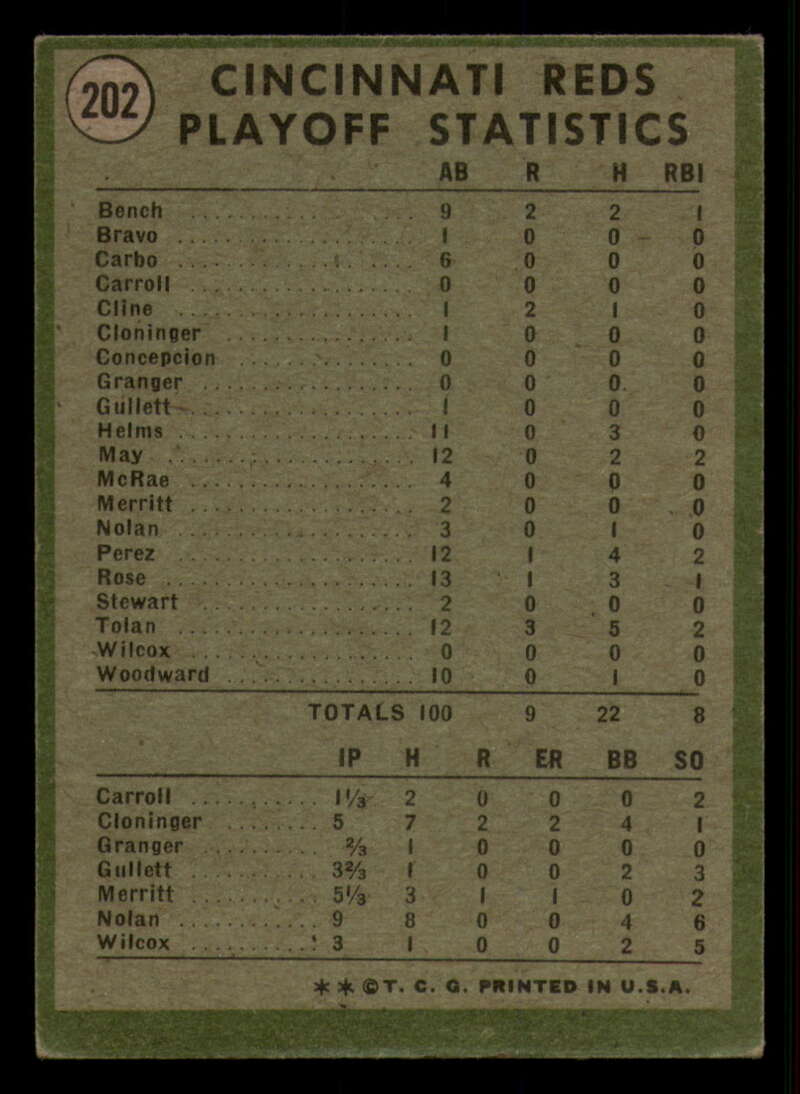 202
CINCINNATI REDS
PLAYOFF STATISTICS
AB R H RBI
Bench 9 2 2 1
Bravo 1 0 0 0
Carbo 6 0 0 0
Carroll 0 0 0 0
Cline 1 2 1 0
Cloninger 1 0 0 0
Concepcion 0 0 0 0
Granger 0 0 0 0
Gullett 1 0 0 0
Helms 11 0 3 0
May 12 0 2 2
McRae 4 0 0 0
Merritt 2 0 0 0
Nolan 3 0 1 0
Perez 12 1 4 2
Rose 13 1 3 1
Stewart 2 0 0 0
Tolan 12 3 5 2
Wilcox 0 0 0 0
Woodward 10 0 1 0
TOTALS 100 9 22 8
IP H R ER BB SO
Carroll 1⅓ 2 0 0 0 2
Cloninger 5 7 2 2 4 1
Granger ⅔ 1 0 0 0 0
Gullett 3⅔ 1 0 0 2 3
Merritt 5⅓ 3 1 1 0 2
Nolan 9 8 0 0 4 6
Wilcox 3 1 0 0 2 5
** ©T. C. G. PRINTED IN U.S.A.